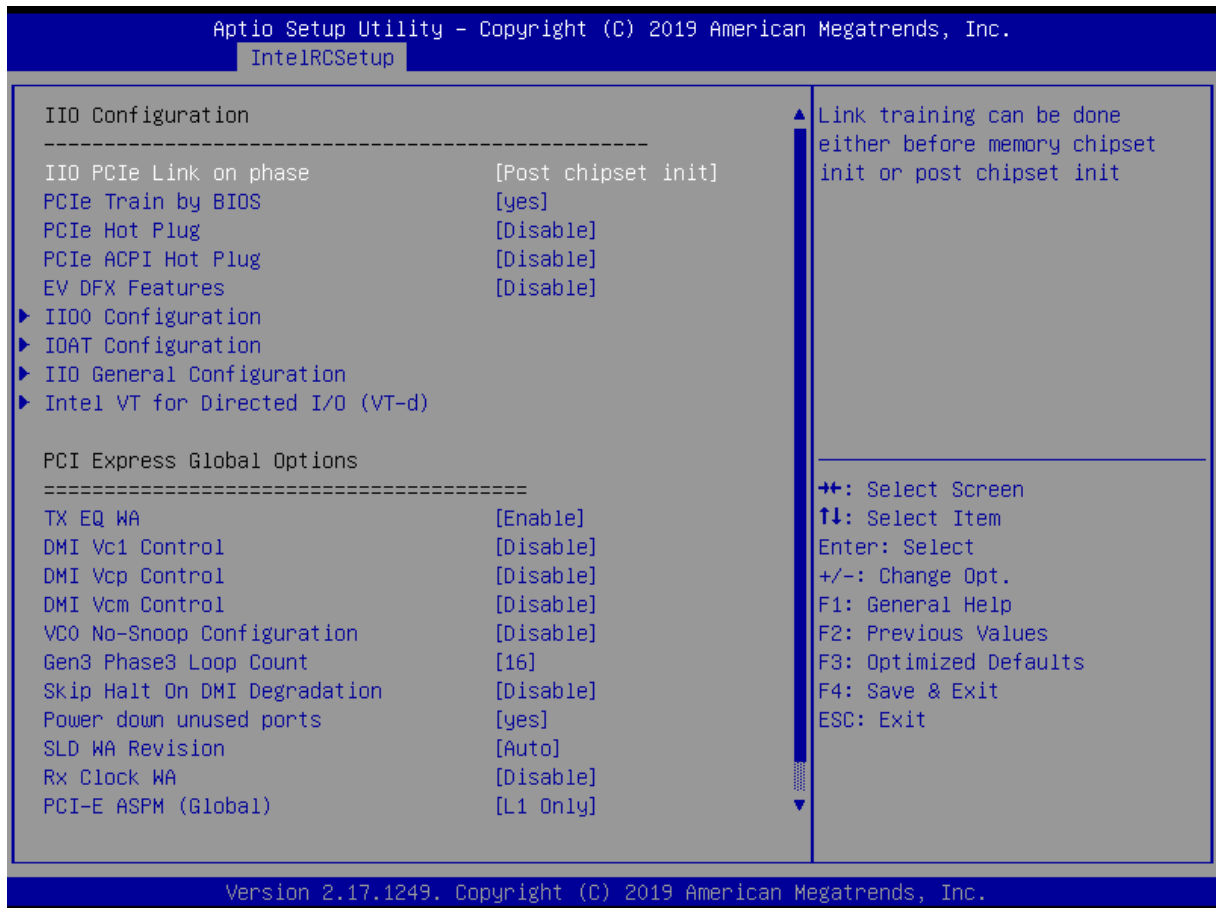 Aptio Setup Utility – Copyright (C) 2019 American Megatrends, Inc.
IntelRCSetup
IIO Configuration
--------------------------------------------------
IIO PCIe Link on phase [Post chipset init]
PCIe Train by BIOS [yes]
PCIe Hot Plug [Disable]
PCIe ACPI Hot Plug [Disable]
EV DFX Features [Disable]
IIO0 Configuration
IOAT Configuration
IIO General Configuration
Intel VT for Directed I/O (VT-d)
PCI Express Global Options
========================================
TX EQ WA [Enable]
DMI Vc1 Control [Disable]
DMI Vcp Control [Disable]
DMI Vcm Control [Disable]
VC0 No-Snoop Configuration [Disable]
Gen3 Phase3 Loop Count [16]
Skip Halt On DMI Degradation [Disable]
Power down unused ports [yes]
SLD WA Revision [Auto]
Rx Clock WA [Disable]
PCI-E ASPM (Global) [L1 Only]
Link training can be done
either before memory chipset
init or post chipset init
→←: Select Screen
↑↓: Select Item
Enter: Select
+/-: Change Opt.
F1: General Help
F2: Previous Values
F3: Optimized Defaults
F4: Save & Exit
ESC: Exit
Version 2.17.1249. Copyright (C) 2019 American Megatrends, Inc.